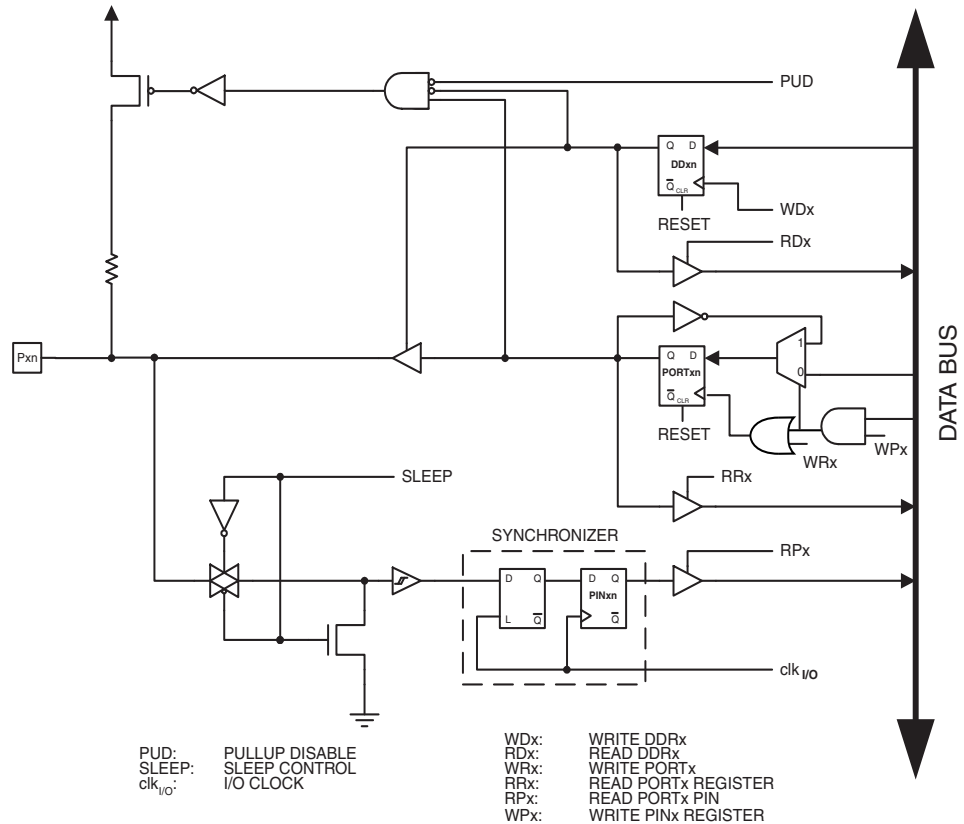 PUD
Q D
DDxn
Q CLR
WDx
RESET
RDx
1
Pxn
Q D
PORTxn
0
Q CLR
RESET
WRx
WPx
DATA BUS
SLEEP
RRx
SYNCHRONIZER
RPx
D Q
D Q
PINxn
L Q
Q
clk I/O
PUD: PULLUP DISABLE
SLEEP: SLEEP CONTROL
clkI/O: I/O CLOCK
WDx: WRITE DDRx
RDx: READ DDRx
WRx: WRITE PORTx
RRx: READ PORTx REGISTER
RPx: READ PORTx PIN
WPx: WRITE PINx REGISTER